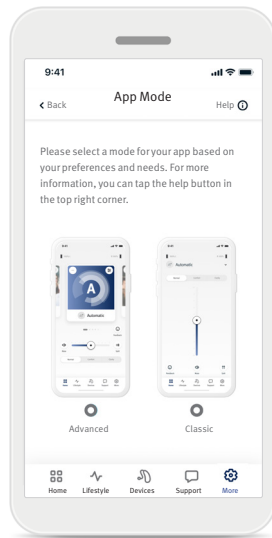 9:41
Back App Mode Help
Please select a mode for your app based on
your preferences and needs. For more
information, you can tap the help button in
the top right corner.
A
Automatic
Automatic
Advanced Classic
Home Lifestyle Devices Support More